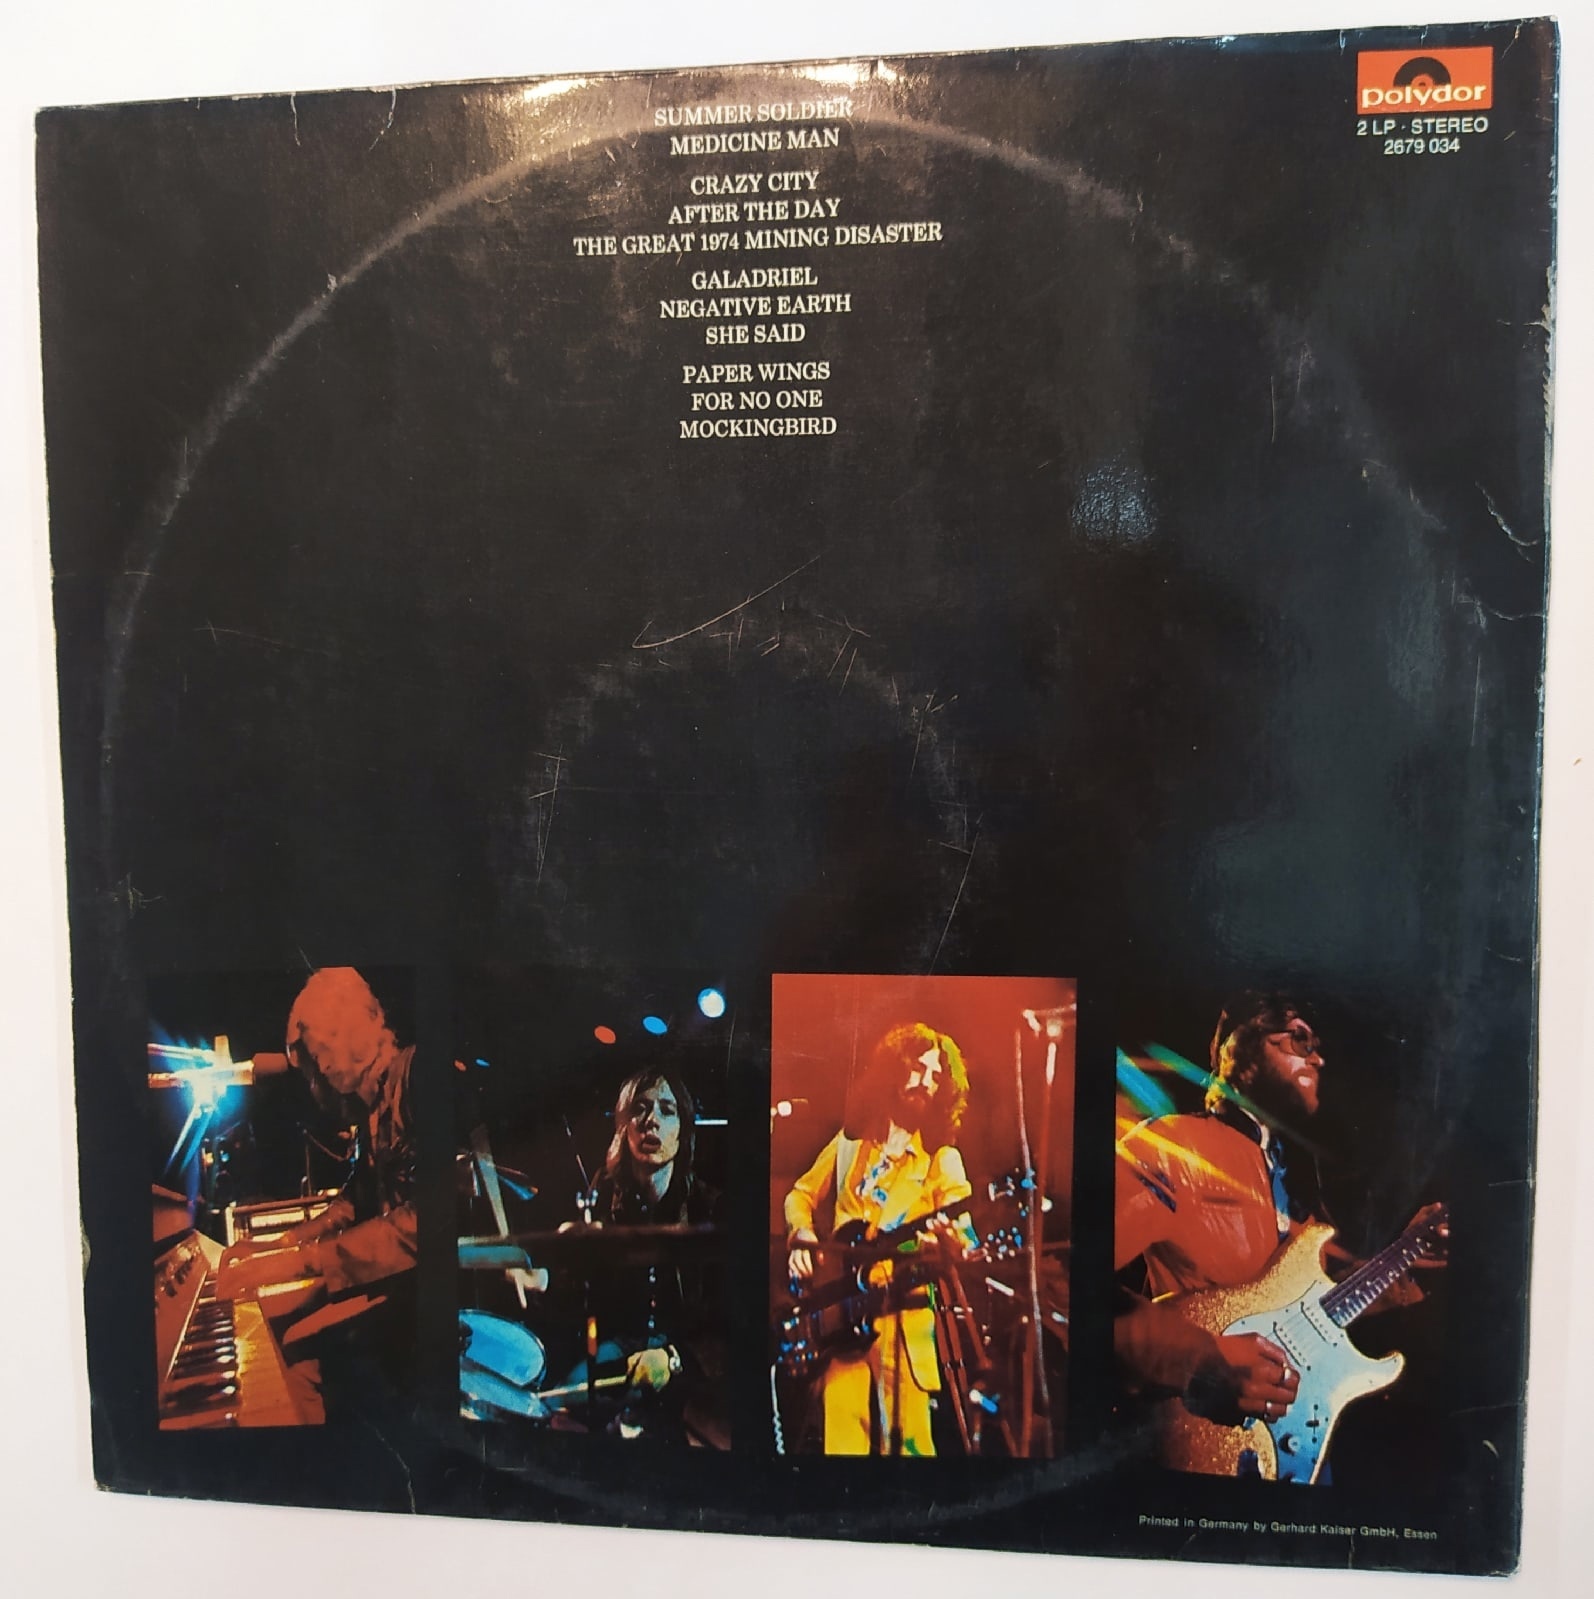 SUMMER SOLDIER
MEDICINE MAN
CRAZY CITY
AFTER THE DAY
THE GREAT 1974 MINING DISASTER
GALADRIEL
NEGATIVE EARTH
SHE SAID
PAPER WINGS
FOR NO ONE
MOCKINGBIRD
polydor
2 LP · STEREO
2679 034
Printed in Germany by Gerhard Kaiser GmbH, Essen